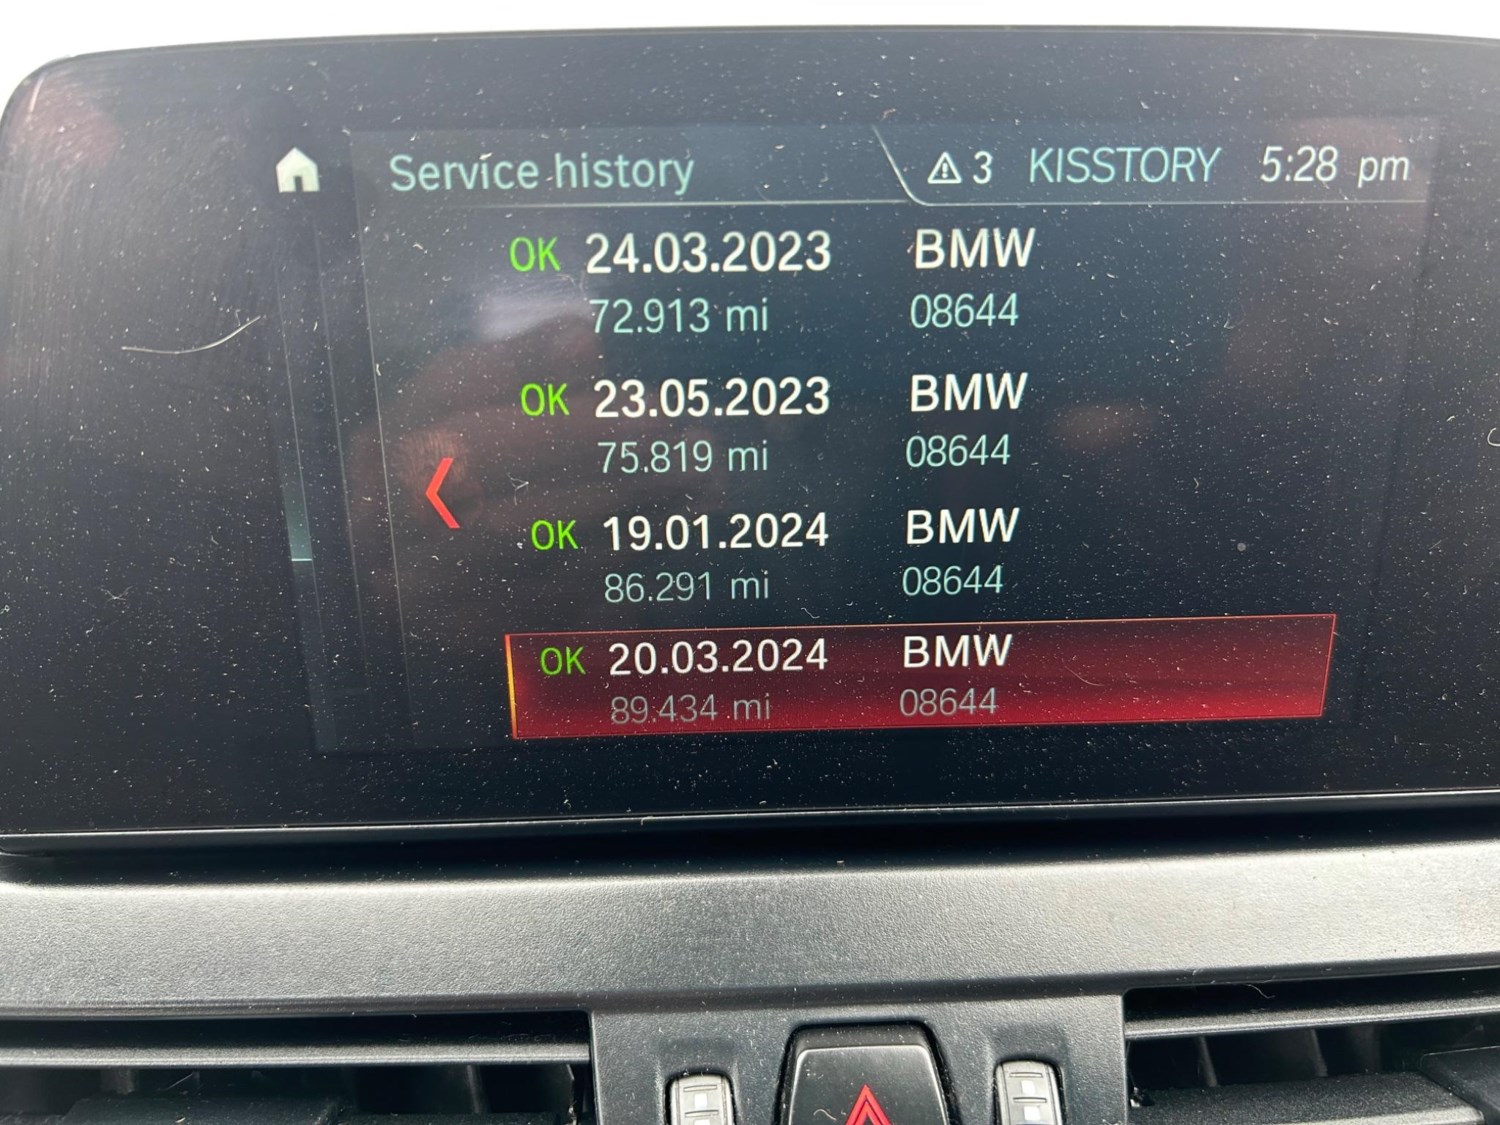 Service history 3 KISSTORY 5:28 pm
OK 24.03.2023 BMW
72.913 mi 08644
OK 23.05.2023 BMW
75.819 mi 08644
OK 19.01.2024 BMW
86.291 mi 08644
OK 20.03.2024 BMW
89.434 mi 08644